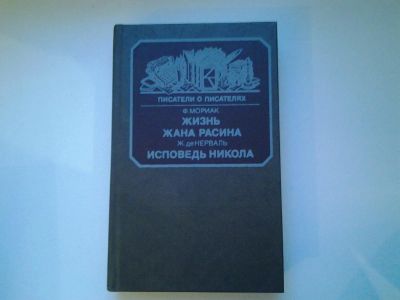 ПИСАТЕЛИ О ПИСАТЕЛЯХ
Ф. МОРИАК
ЖИЗНЬ
ЖАНА РАСИНА
Ж. де НЕРВАЛЬ
ИСПОВЕДЬ НИКОЛА